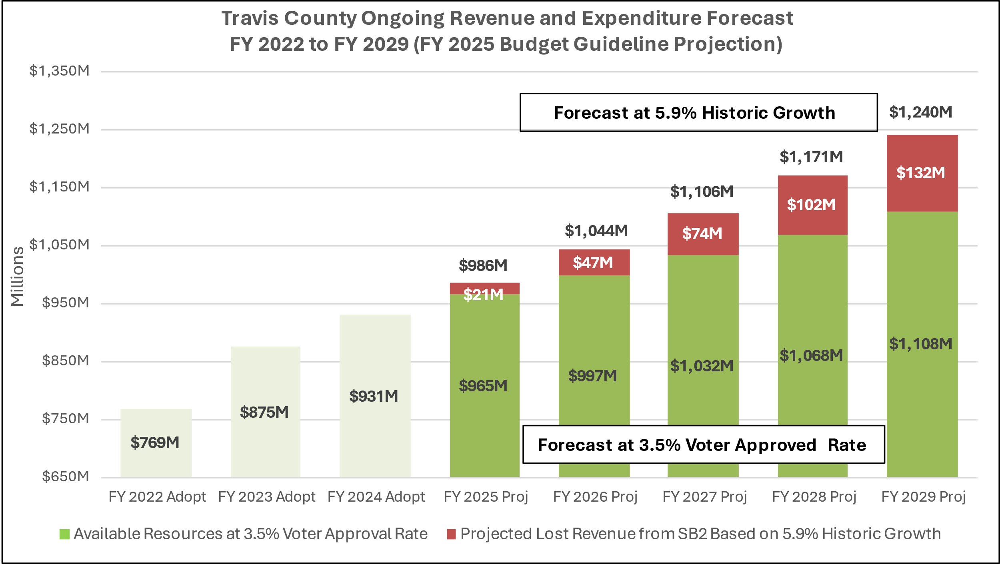 Travis County Ongoing Revenue and Expenditure Forecast
FY 2022 to FY 2029 (FY 2025 Budget Guideline Projection)
$1,350M
$1,250M
$1,150M
$1,050M
$950M
$850M
$750M
$650M
Millions
Forecast at 5.9% Historic Growth
$1,240M
$1,171M
$1,106M
$1,044M
$986M
$132M
$102M
$74M
$47M
$21M
$769M
$875M
$931M
$965M
$997M
$1,032M
$1,068M
$1,108M
Forecast at 3.5% Voter Approved  Rate
FY 2022 Adopt
FY 2023 Adopt
FY 2024 Adopt
FY 2025 Proj
FY 2026 Proj
FY 2027 Proj
FY 2028 Proj
FY 2029 Proj
Available Resources at 3.5% Voter Approval Rate
Projected Lost Revenue from SB2 Based on 5.9% Historic Growth